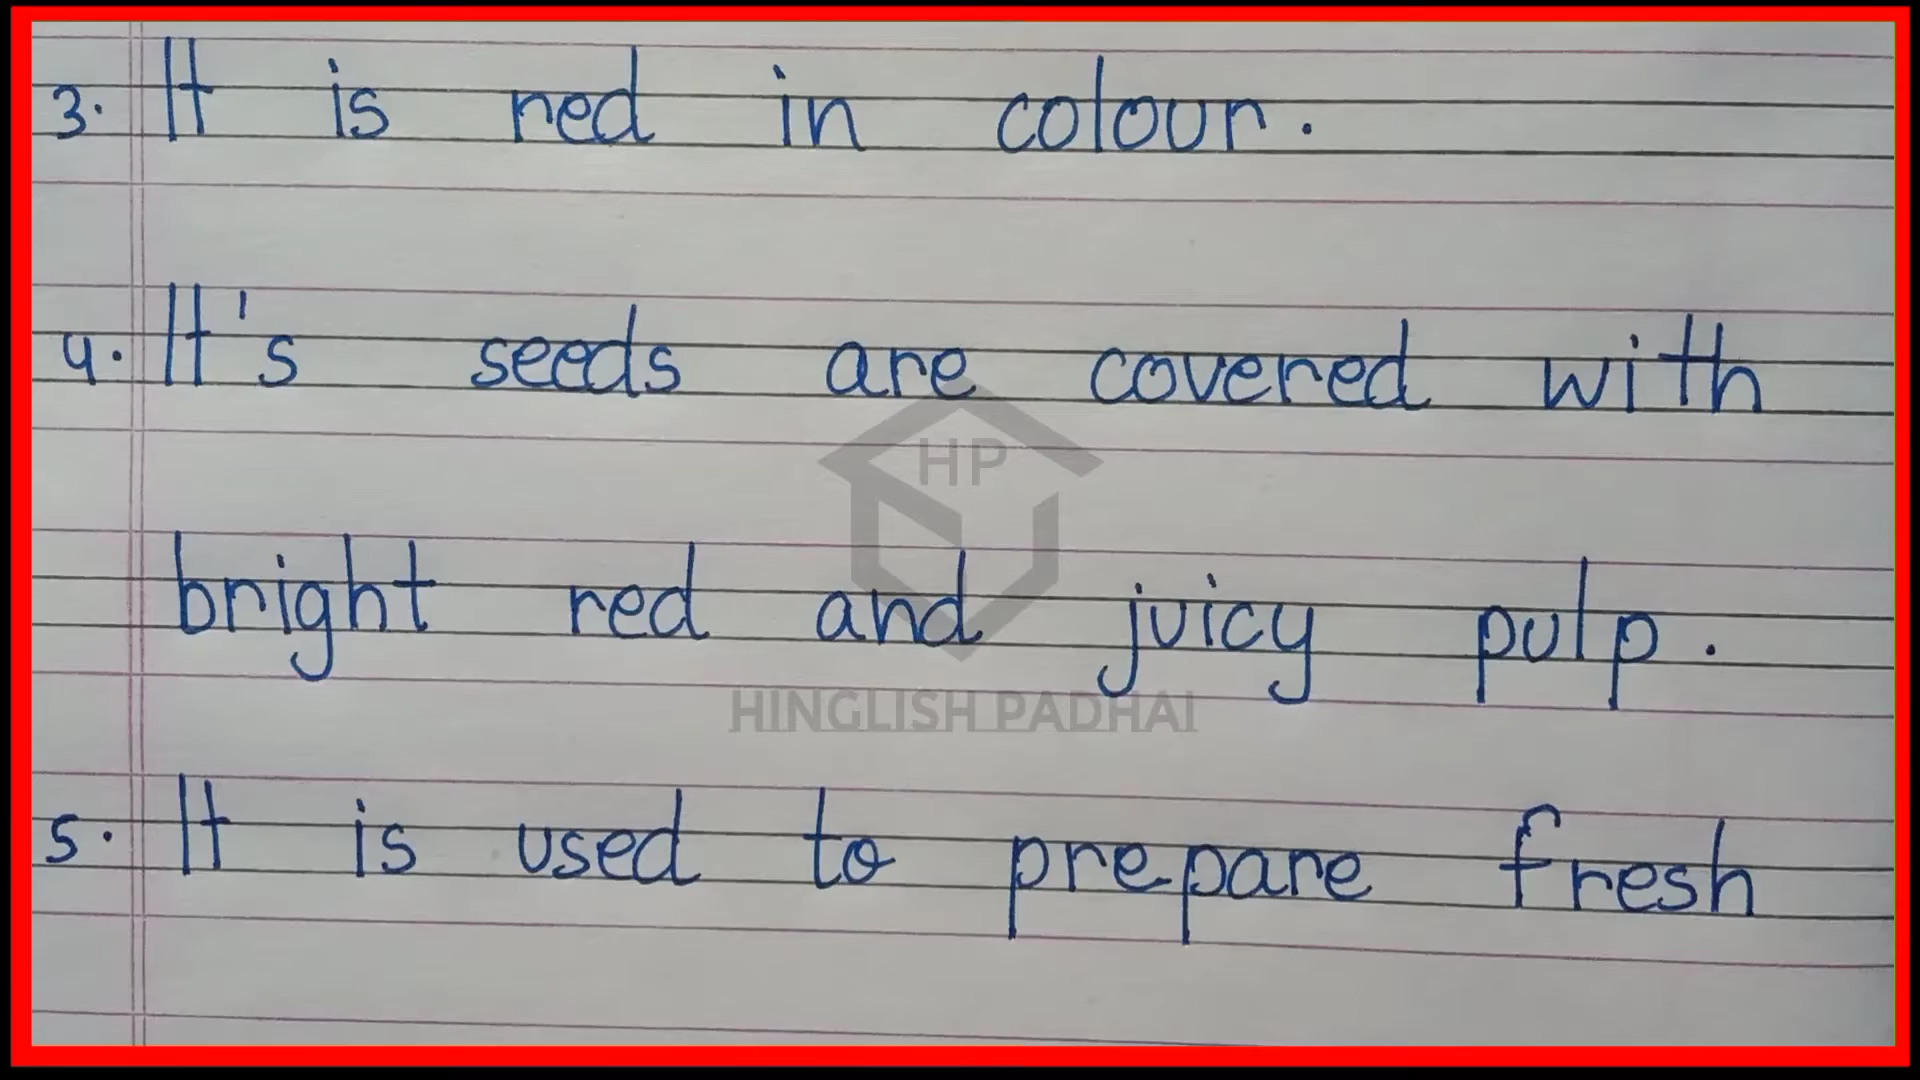 3. It is red in colour.
4. It's seeds are covered with
HP
bright red and juicy pulp.
HINGLISH PADHAI
5. It is used to prepare fresh